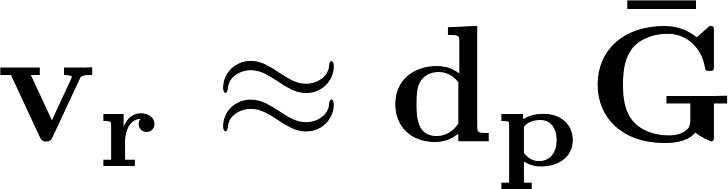 v_r ≈ d_p Ḡ